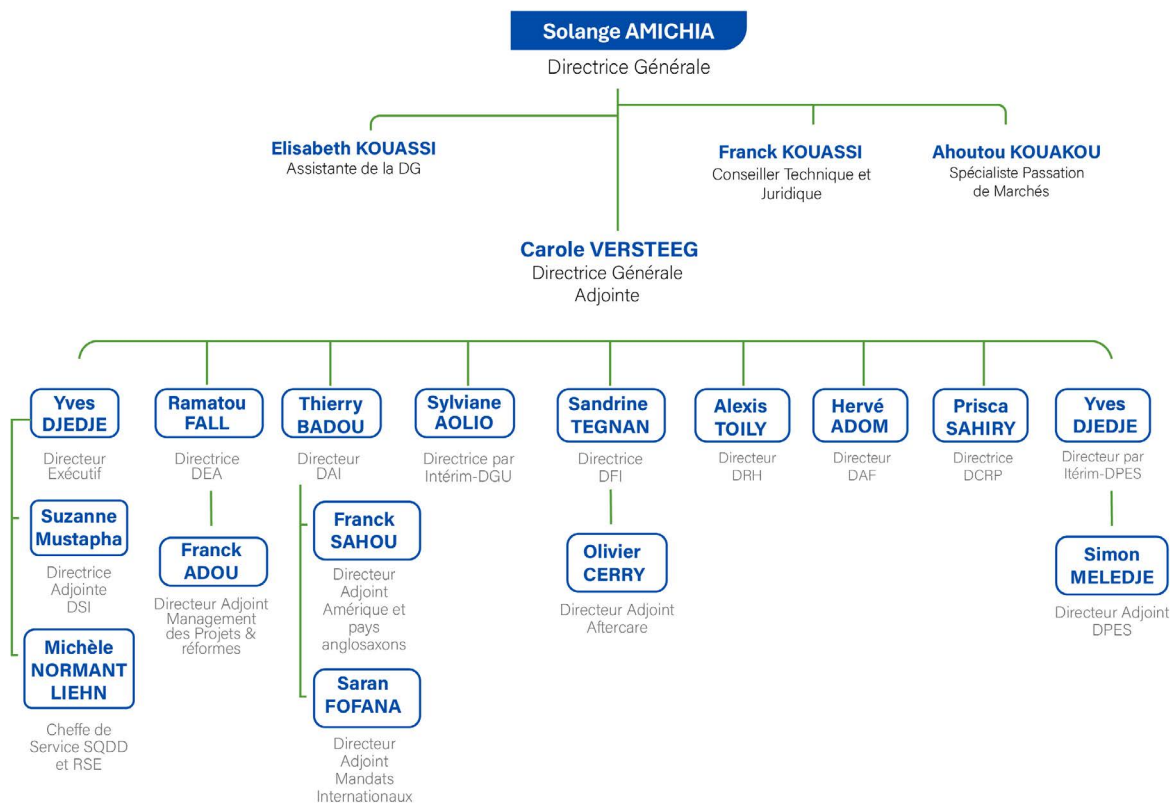 Solange AMICHIA
Directrice Générale
Elisabeth KOUASSI
Assistante de la DG
Franck KOUASSI
Conseiller Technique et
Juridique
Ahoutou KOUAKOU
Spécialiste Passation
de Marchés
Carole VERSTEEG
Directrice Générale
Adjointe
Yves
DJEDJE
Directeur
Exécutif
Suzanne
Mustapha
Directrice
Adjointe
DSI
Michèle
NORMANT
LIEHN
Cheffe de
Service SQDD
et RSE
Ramatou
FALL
Directrice
DEA
Franck
ADOU
Directeur Adjoint
Management
des Projets &
réformes
Thierry
BADOU
Directeur
DAI
Franck
SAHOU
Directeur
Adjoint
Amérique et
pays
anglosaxons
Saran
FOFANA
Directeur
Adjoint
Mandats
Internationaux
Sylviane
AOLIO
Directrice par
Intérim-DGU
Sandrine
TEGNAN
Directrice
DFI
Olivier
CERRY
Directeur Adjoint
Aftercare
Alexis
TOILY
Directeur
DRH
Hervé
ADOM
Directeur
DAF
Prisca
SAHIRY
Directrice
DCRP
Yves
DJEDJE
Directeur par
Itérim-DPES
Simon
MELEDJE
Directeur Adjoint
DPES